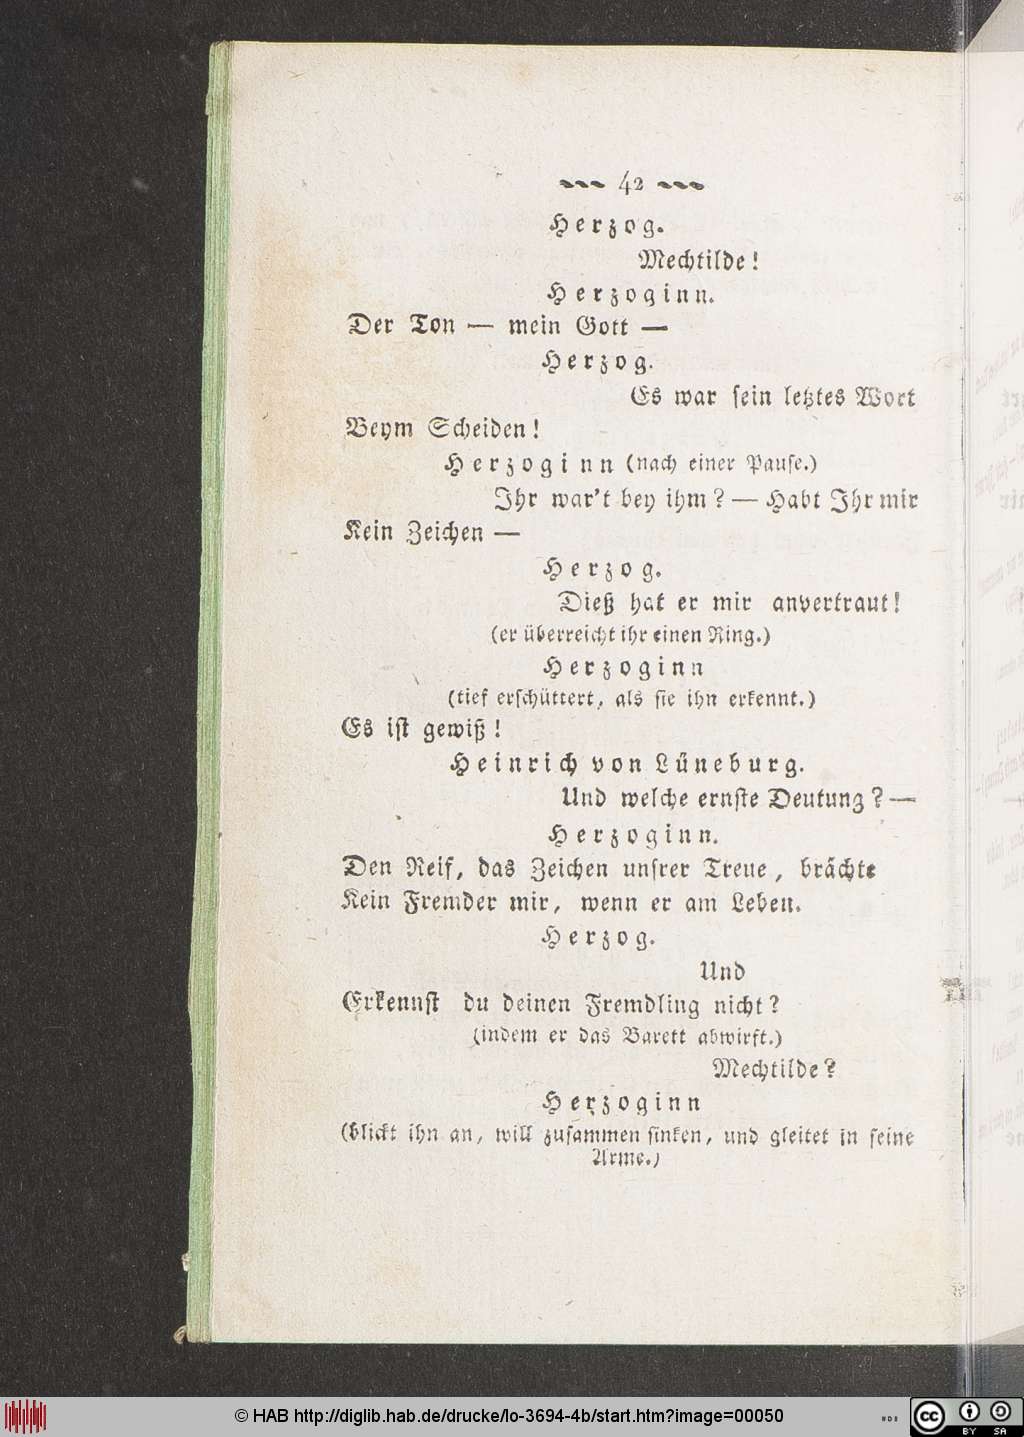 42
Herzog.
Mechtilde!
Herzoginn.
Der Ton — mein Gott —
Herzog.
Es war ſein letztes Wort
Beym Scheiden!
Herzoginn (nach einer Pauſe.)
Ihr war't bey ihm? — Habt Ihr mir
Kein Zeichen —
Herzog.
Dieß hat er mir anvertraut!
(er überreicht ihr einen Ring.)
Herzoginn
(tief erſchüttert, als ſie ihn erkennt.)
Es iſt gewiß!
Heinrich von Lüneburg.
Und welche ernſte Deutung? —
Herzoginn.
Den Reif, das Zeichen unſrer Treue, brächte
Kein Fremder mir, wenn er am Leben.
Herzog.
Und
Erkennſt du deinen Fremdling nicht?
(indem er das Barett abwirft.)
Mechtilde?
Herzoginn
(blickt ihn an, will zuſammen ſinken, und gleitet in ſeine
Arme.)
© HAB http://diglib.hab.de/drucke/lo-3694-4b/start.htm?image=00050
cc BY SA